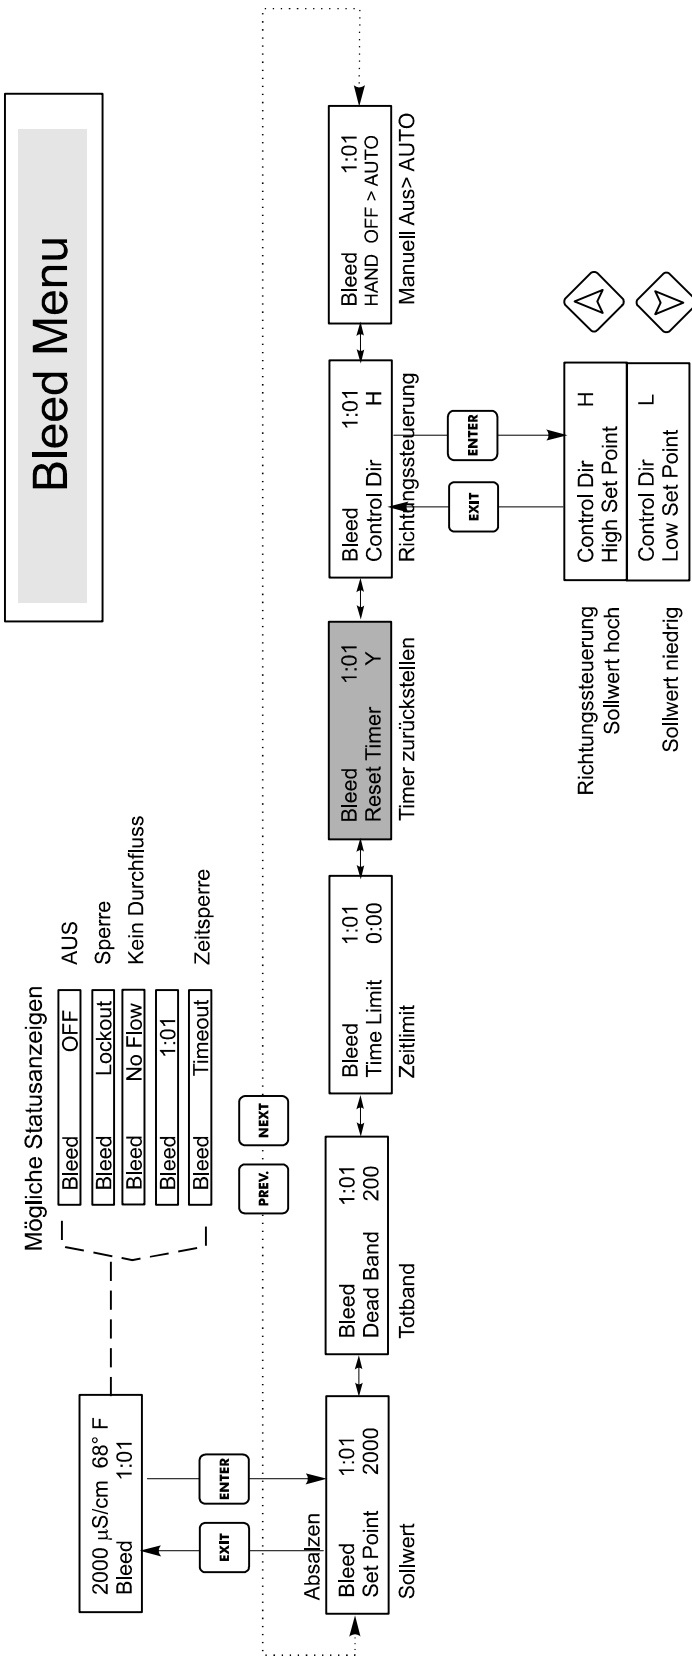 Bleed Menu
2000 µS/cm 68° F
Bleed 1:01
Mögliche Statusanzeigen
Bleed OFF
AUS
Bleed Lockout
Sperre
Bleed No Flow
Kein Durchfluss
Bleed 1:01
Bleed Timeout
Zeitsperre
EXIT
ENTER
PREV.
NEXT
Absalzen
Bleed 1:01
Set Point 2000
Sollwert
Bleed 1:01
Dead Band 200
Totband
Bleed 1:01
Time Limit 0:00
Zeitlimit
Bleed 1:01
Reset Timer Y
Timer zurückstellen
Bleed 1:01
Control Dir H
Richtungssteuerung
Bleed 1:01
HAND OFF > AUTO
Manuell Aus> AUTO
EXIT
ENTER
Richtungssteuerung
Sollwert hoch
Control Dir H
High Set Point
Sollwert niedrig
Control Dir L
Low Set Point